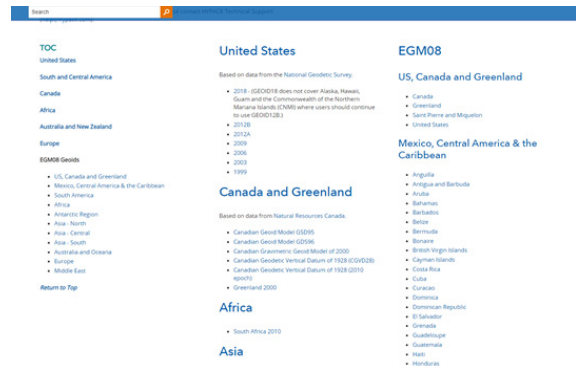 Search
TOC
United States
South and Central America
Canada
Africa
Australia and New Zealand
Europe
EGM08 Geoids
US, Canada and Greenland
Mexico, Central America & the Caribbean
South America
Africa
Antarctic Region
Asia - North
Asia - Central
Asia - South
Australia and Oceania
Europe
Middle East
Return to Top
United States
Based on data from the National Geodetic Survey.
2018 - (GEOID18 does not cover Alaska, Hawaii,
Guam and the Commonwealth of the Northern
Mariana Islands (CNMI) where users should continue
to use GEOID12B.)
2012B
2012A
2009
2006
2003
1999
Canada and Greenland
Based on data from Natural Resources Canada.
Canadian Geoid Model GSD95
Canadian Geoid Model GD596
Canadian Gravimetric Geoid Model of 2000
Canadian Geodetic Vertical Datum of 1928 (CGVD28)
Canadian Geodetic Vertical Datum of 1928 (2010
epoch)
Greenland 2000
Africa
South Africa 2010
Asia
EGM08
US, Canada and Greenland
Canada
Greenland
Saint Pierre and Miquelon
United States
Mexico, Central America & the
Caribbean
Anguilla
Antigua and Barbuda
Aruba
Bahamas
Barbados
Belize
Bermuda
Bonaire
British Virgin Islands
Cayman Islands
Costa Rica
Cuba
Curacao
Dominica
Dominican Republic
El Salvador
Grenada
Guadeloupe
Guatemala
Haiti
Honduras